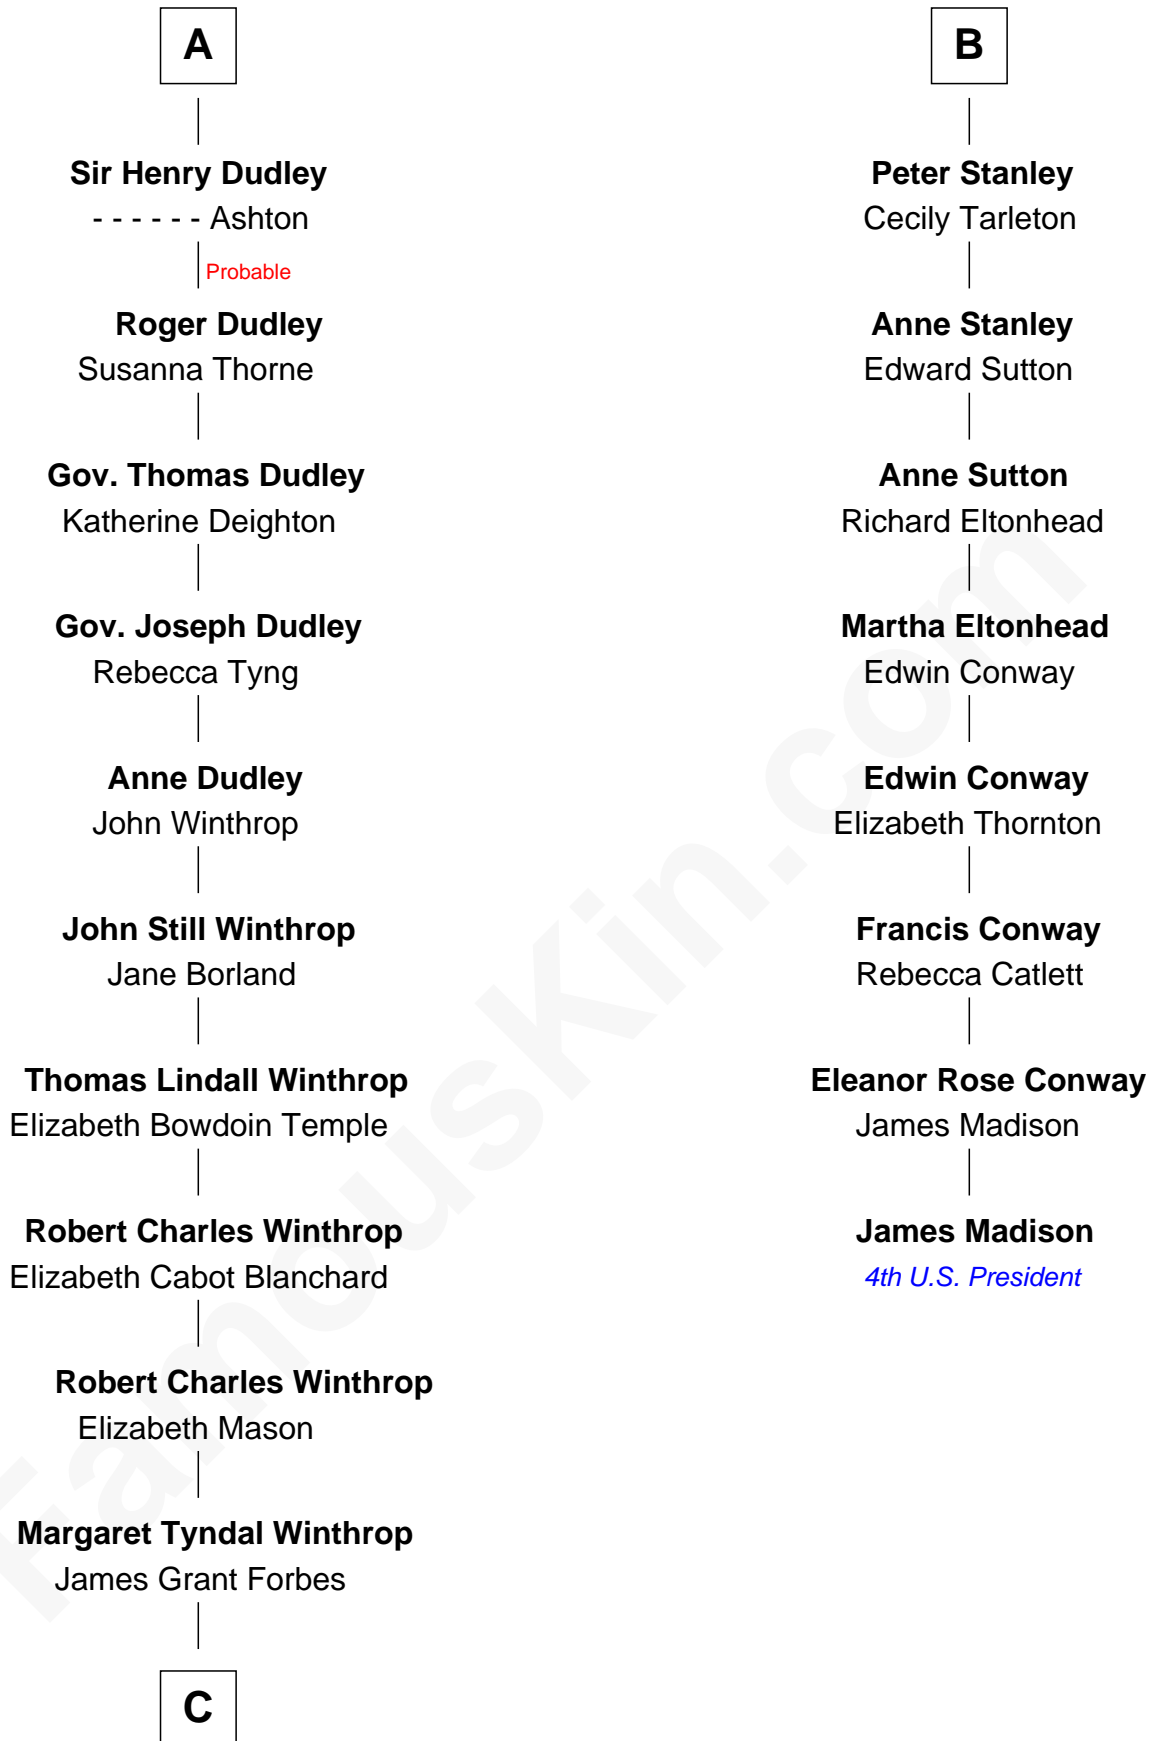 A
Sir Henry Dudley
- - - - - - Ashton
Probable
Roger Dudley
Susanna Thorne
Gov. Thomas Dudley
Katherine Deighton
Gov. Joseph Dudley
Rebecca Tyng
Anne Dudley
John Winthrop
John Still Winthrop
Jane Borland
Thomas Lindall Winthrop
Elizabeth Bowdoin Temple
Robert Charles Winthrop
Elizabeth Cabot Blanchard
Robert Charles Winthrop
Elizabeth Mason
Margaret Tyndal Winthrop
James Grant Forbes
C
B
Peter Stanley
Cecily Tarleton
Anne Stanley
Edward Sutton
Anne Sutton
Richard Eltonhead
Martha Eltonhead
Edwin Conway
Edwin Conway
Elizabeth Thornton
Francis Conway
Rebecca Catlett
Eleanor Rose Conway
James Madison
James Madison
4th U.S. President
FamousKin.com